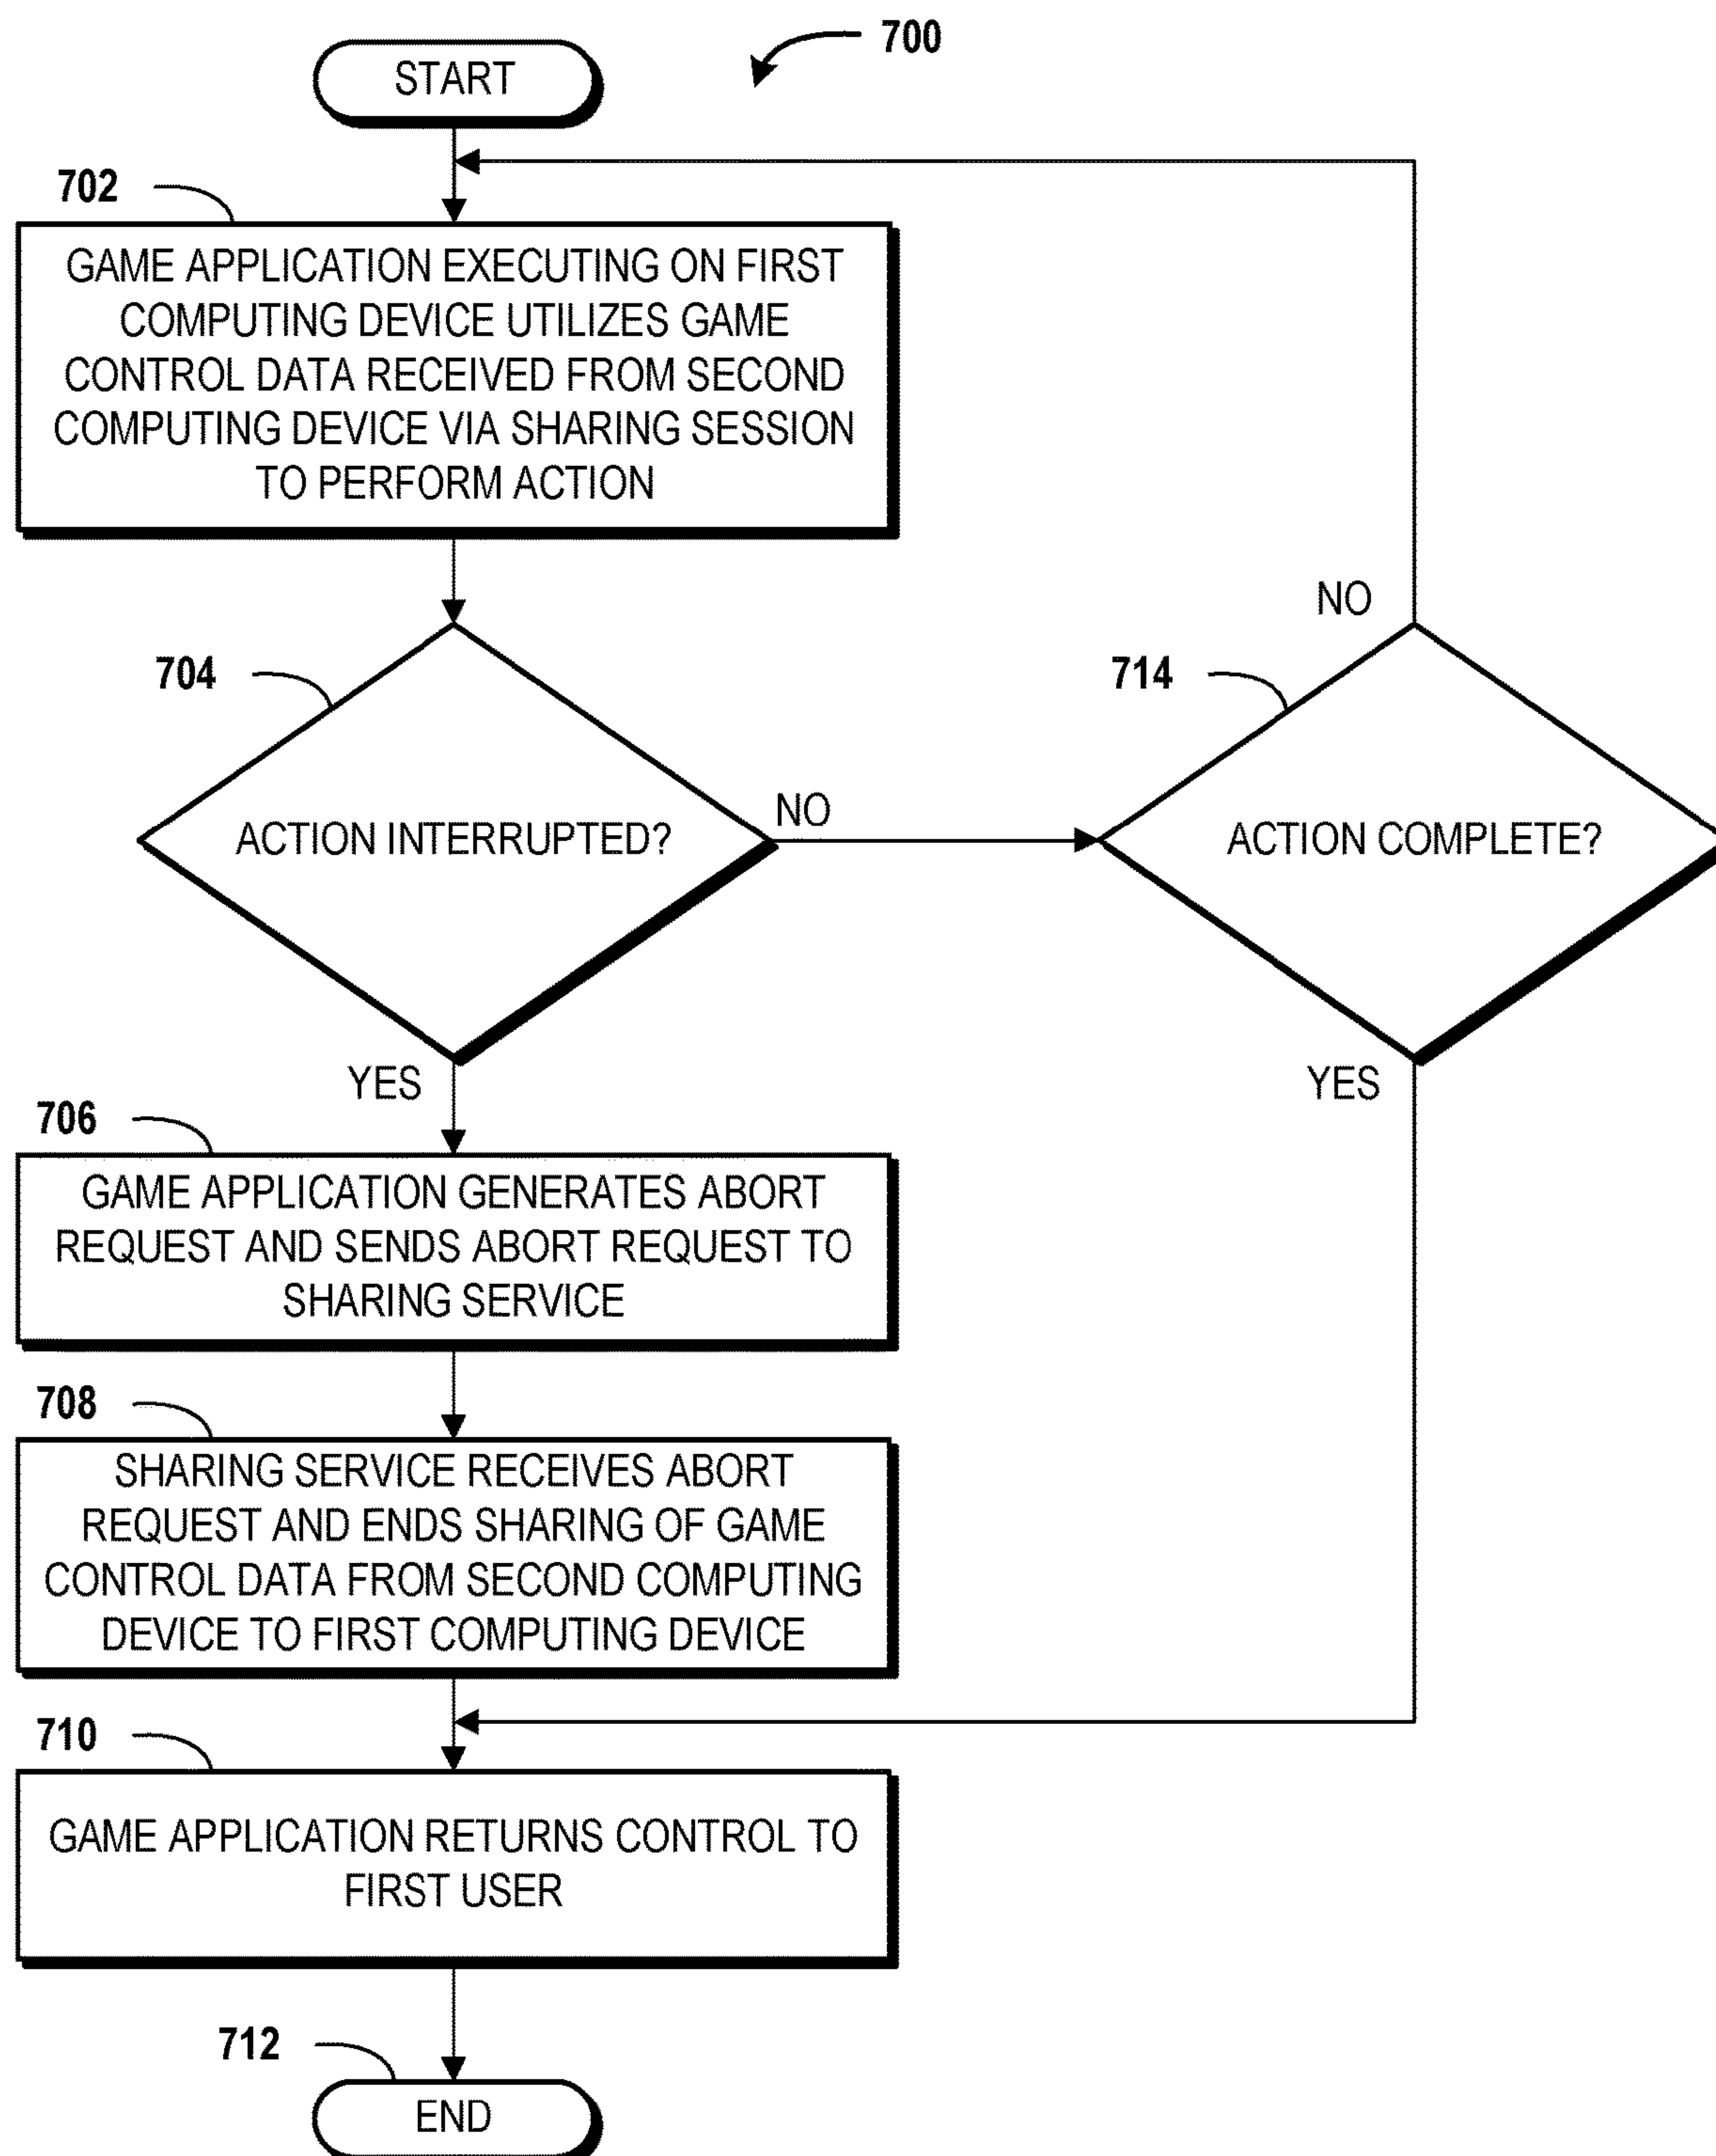 700
START
702
GAME APPLICATION EXECUTING ON FIRST
COMPUTING DEVICE UTILIZES GAME
CONTROL DATA RECEIVED FROM SECOND
COMPUTING DEVICE VIA SHARING SESSION
TO PERFORM ACTION
NO
704
714
ACTION INTERRUPTED?
NO
ACTION COMPLETE?
YES
YES
706
GAME APPLICATION GENERATES ABORT
REQUEST AND SENDS ABORT REQUEST TO
SHARING SERVICE
708
SHARING SERVICE RECEIVES ABORT
REQUEST AND ENDS SHARING OF GAME
CONTROL DATA FROM SECOND COMPUTING
DEVICE TO FIRST COMPUTING DEVICE
710
GAME APPLICATION RETURNS CONTROL TO
FIRST USER
712
END